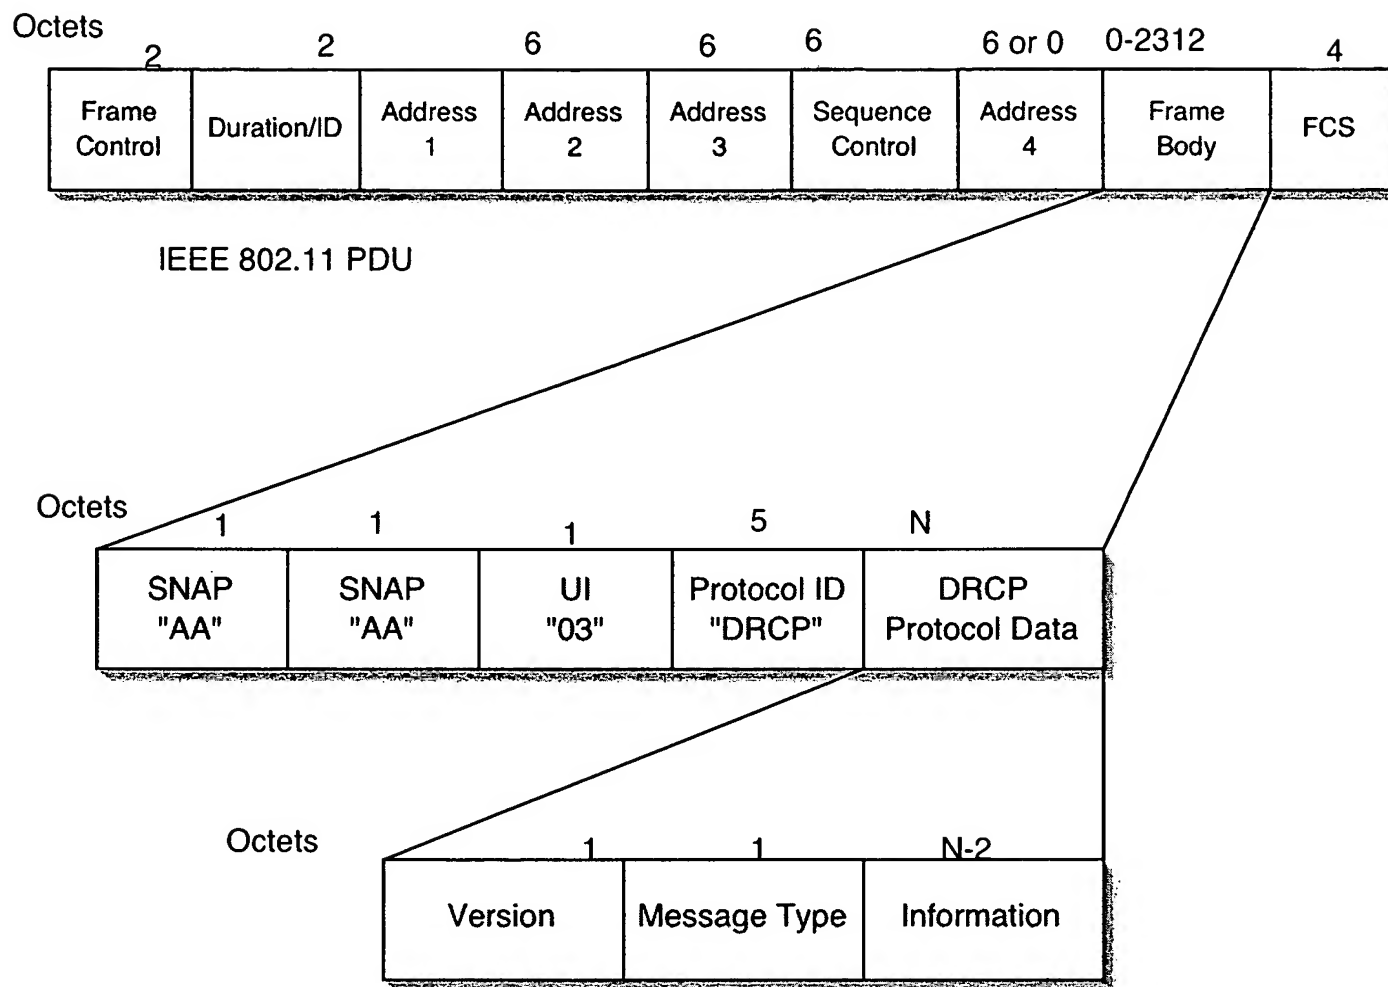 Octets 2 2 6 6 6 6 or 0 0-2312 4
Frame Control Duration/ID Address 1 Address 2 Address 3 Sequence Control Address 4 Frame Body FCS
IEEE 802.11 PDU
Octets 1 1 1 5 N
SNAP "AA" SNAP "AA" UI "03" Protocol ID "DRCP" DRCP Protocol Data
Octets 1 1 N-2
Version Message Type Information